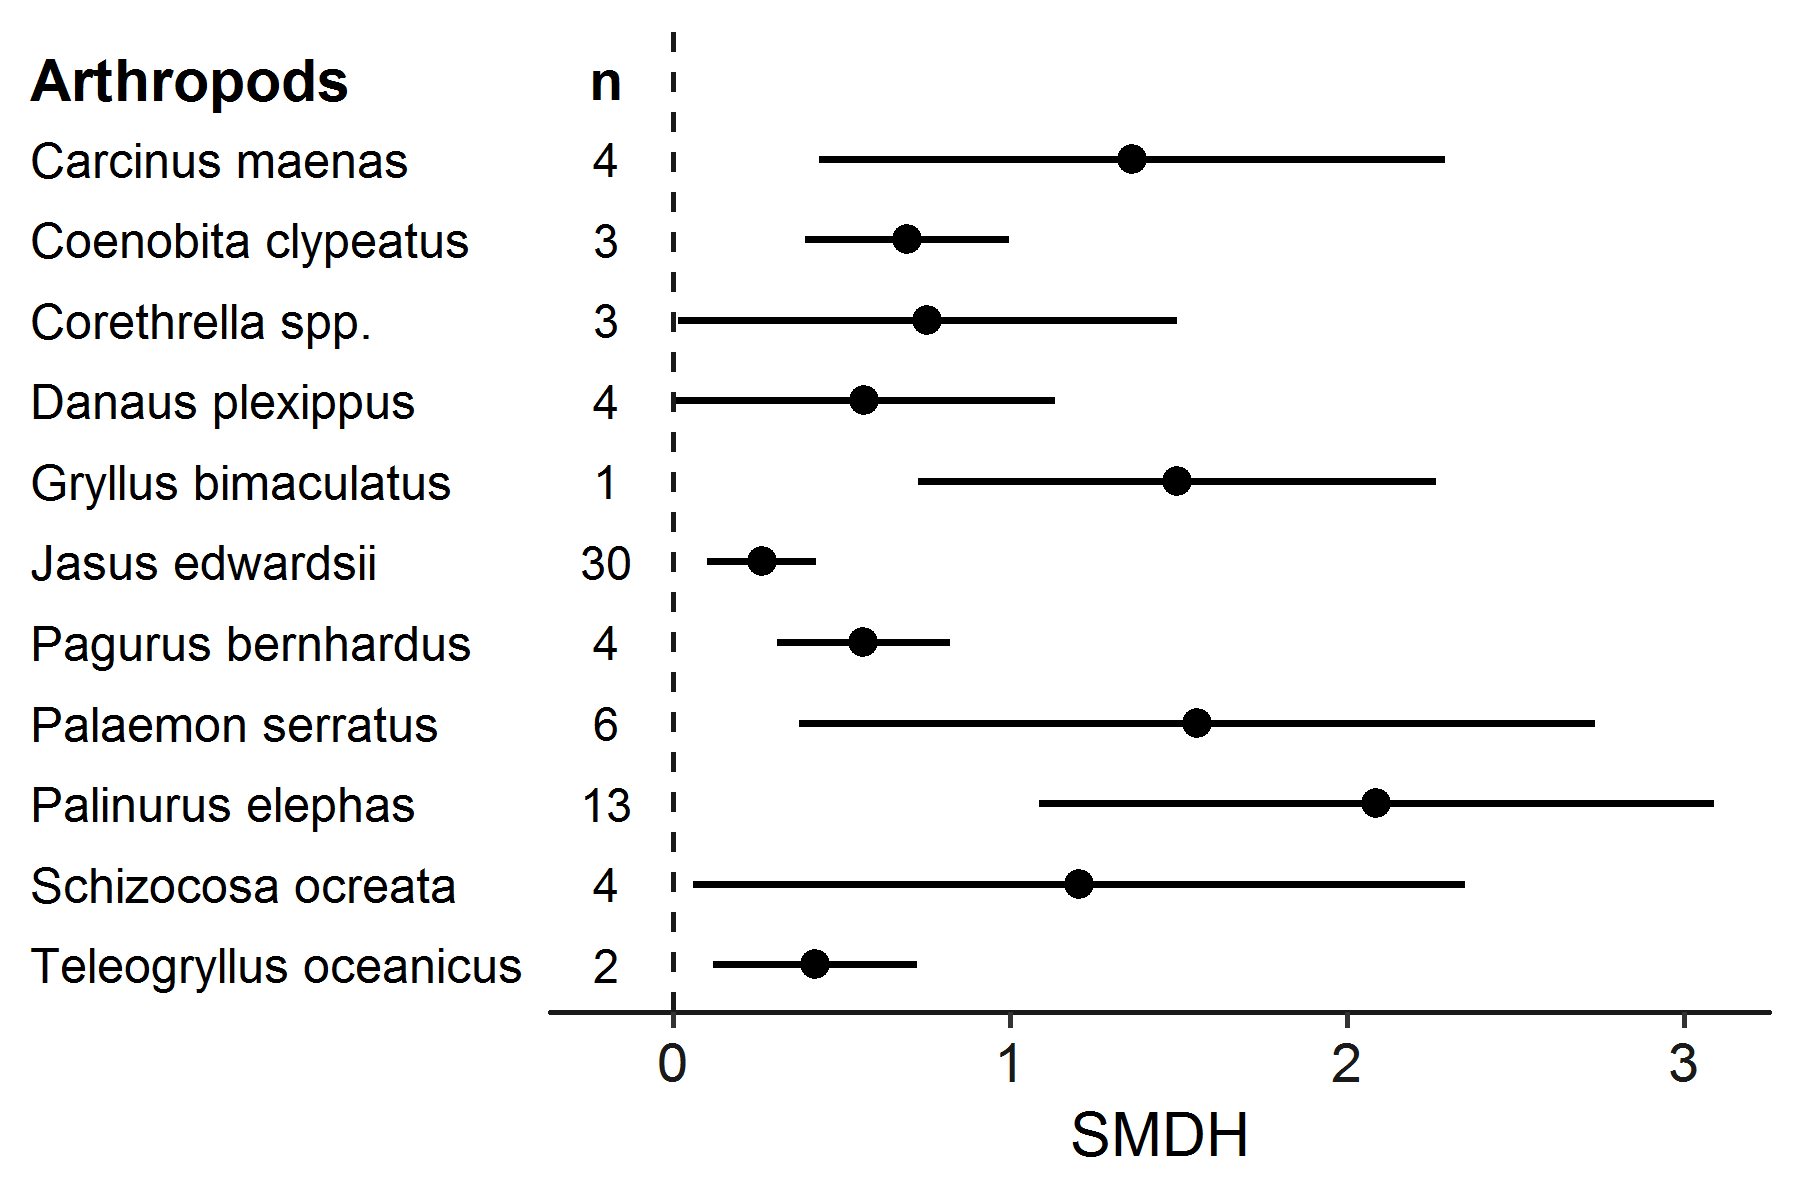 Arthropods n
Carcinus maenas 4
Coenobita clypeatus 3
Corethrella spp. 3
Danaus plexippus 4
Gryllus bimaculatus 1
Jasus edwardsii 30
Pagurus bernhardus 4
Palaemon serratus 6
Palinurus elephas 13
Schizocosa ocreata 4
Teleogryllus oceanicus 2
0 1 2 3
SMDH